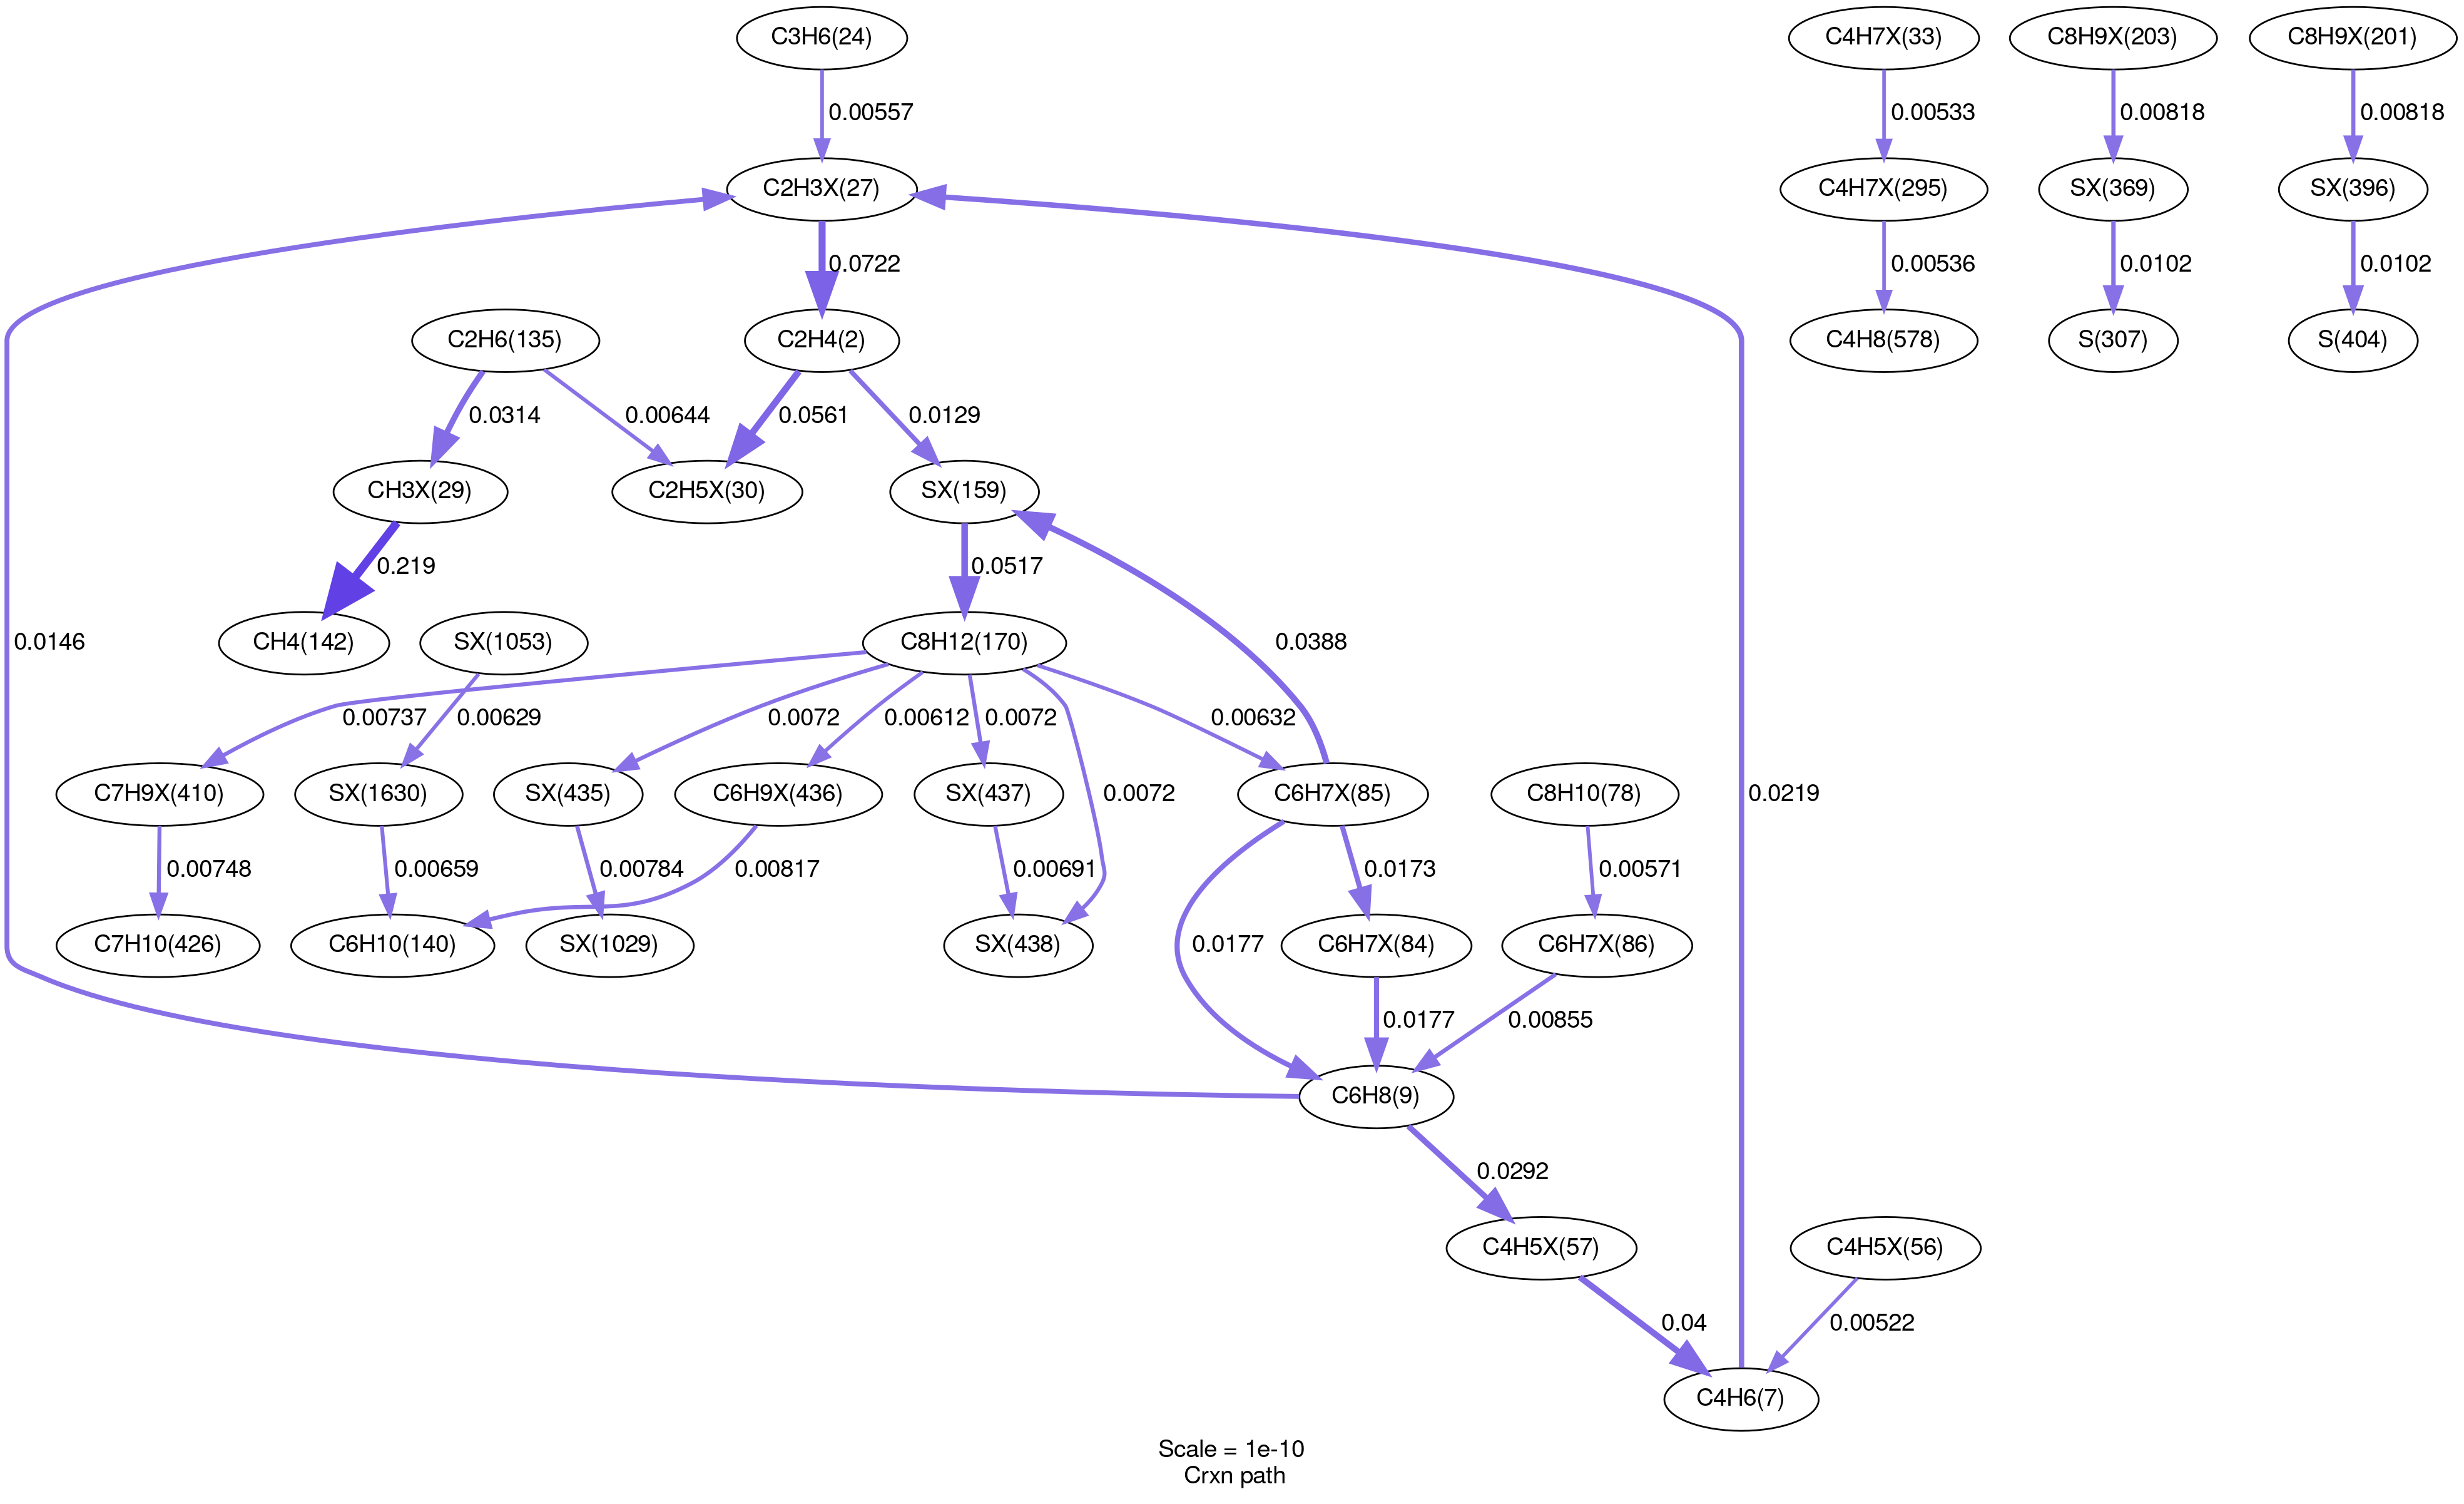 C3H6(24)
C4H7X(33)
C8H9X(203)
C8H9X(201)
0.00557
0.00533
0.00818
0.00818
C2H3X(27)
C4H7X(295)
SX(369)
SX(396)
0.0722
0.00536
0.0102
0.0102
C2H6(135)
C2H4(2)
C4H8(578)
S(307)
S(404)
0.0314
0.00644
0.0561
0.0129
CH3X(29)
C2H5X(30)
SX(159)
0.219
0.0517
0.0146
CH4(142)
SX(1053)
C8H12(170)
0.0388
0.00737
0.00629
0.0072
0.00612
0.0072
0.0072
0.00632
0.0219
C7H9X(410)
SX(1630)
SX(435)
C6H9X(436)
SX(437)
C6H7X(85)
C8H10(78)
0.00748
0.00659
0.00784
0.00817
0.00691
0.0173
0.00571
C7H10(426)
C6H10(140)
SX(1029)
SX(438)
0.0177
C6H7X(84)
C6H7X(86)
0.0177
0.00855
C6H8(9)
0.0292
C4H5X(57)
C4H5X(56)
0.04
0.00522
C4H6(7)
Scale = 1e-10
Crxn path